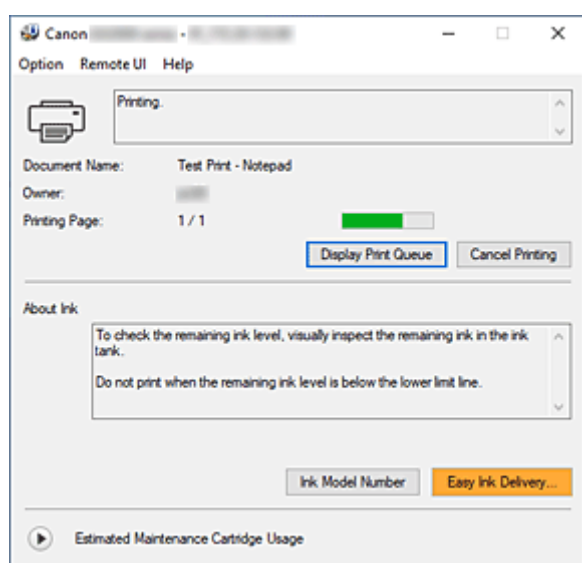 Canon -
Option Remote UI Help
Printing.
Document Name: Test Print - Notepad
Owner:
Printing Page: 1 / 1
Display Print Queue Cancel Printing
About Ink
To check the remaining ink level, visually inspect the remaining ink in the ink
tank.
Do not print when the remaining ink level is below the lower limit line.
Ink Model Number Easy Ink Delivery...
Estimated Maintenance Cartridge Usage